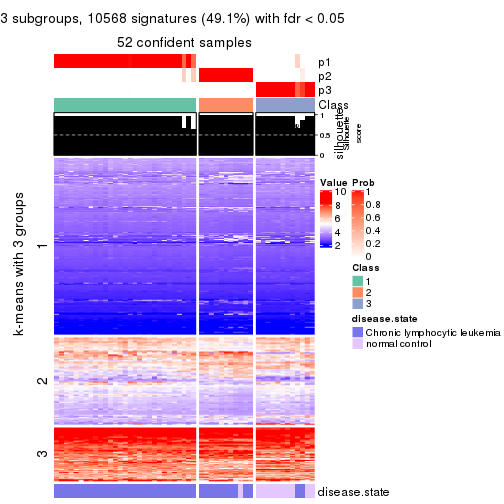 3 subgroups, 10568 signatures (49.1%) with fdr < 0.05
52 confident samples
p1
p2
p3
Class
silhouette
1
0.5
0
Silhouette
score
k-means with 3 groups
1
2
3
Value
10
8
6
4
2
Prob
1
0.8
0.6
0.4
0.2
0
Class
1
2
3
disease.state
Chronic lymphocytic leukemia
normal control
disease.state